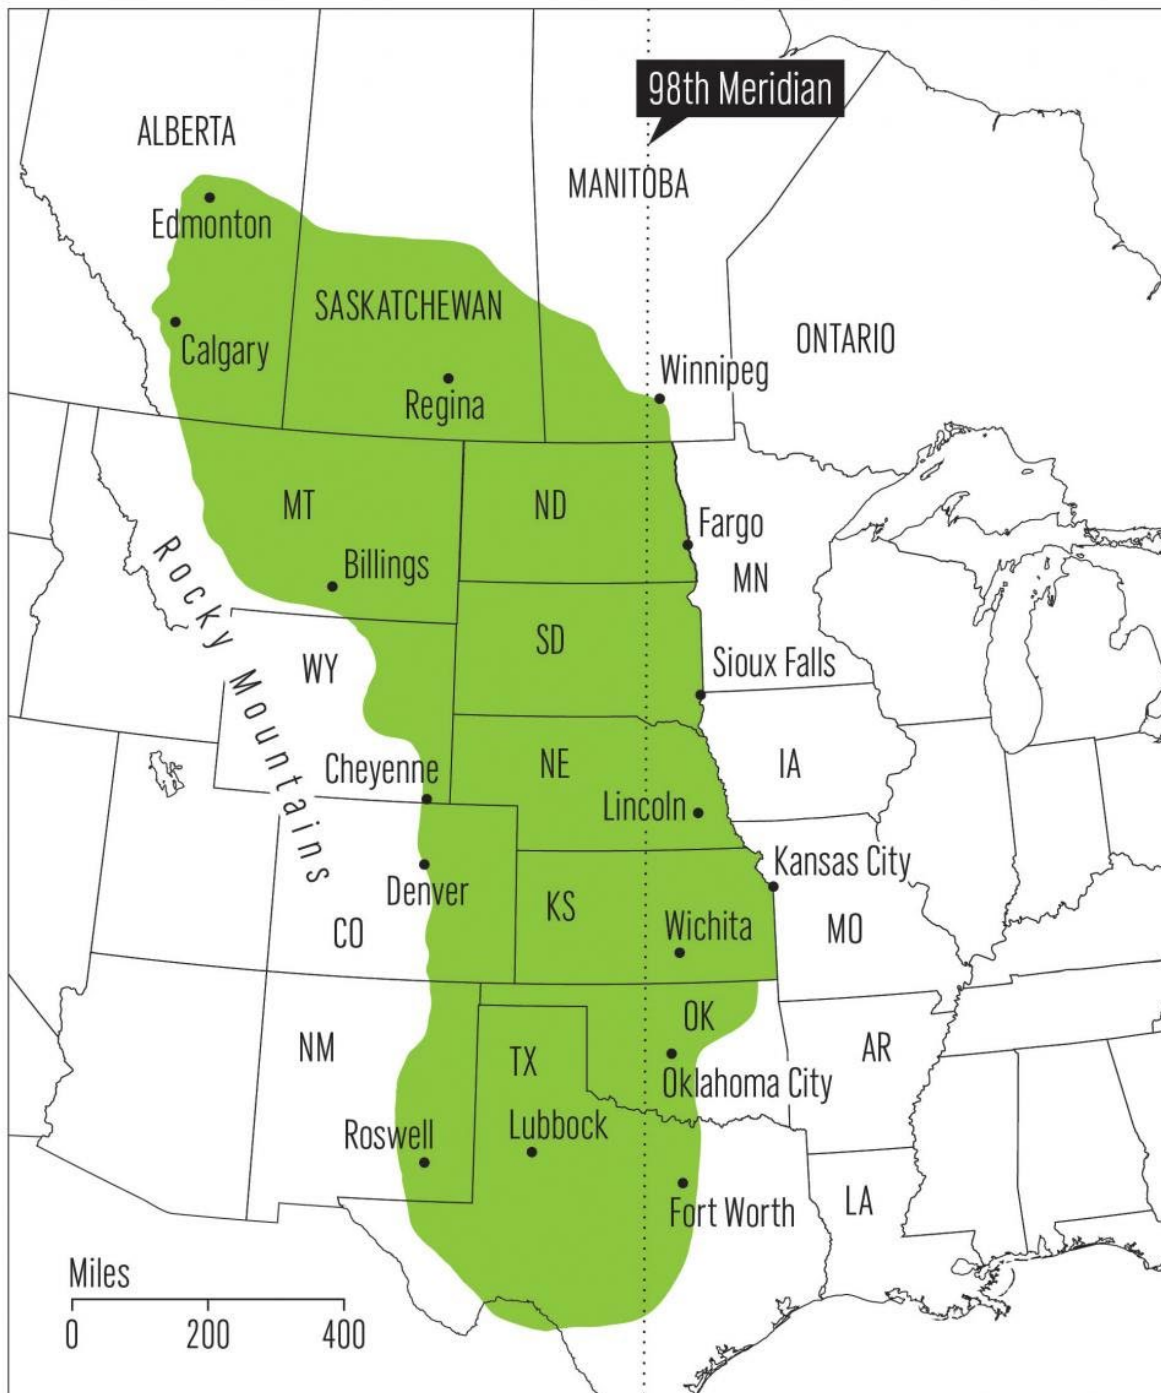 98th Meridian
ALBERTA
MANITOBA
Edmonton
SASKATCHEWAN
ONTARIO
Calgary
Winnipeg
Regina
MT
ND
Fargo
Billings
MN
Rocky Mountains
WY
SD
Sioux Falls
Cheyenne
NE
IA
Lincoln
Denver
Kansas City
KS
CO
Wichita
MO
NM
TX
OK
AR
Oklahoma City
Roswell
Lubbock
Fort Worth
LA
Miles
0 200 400